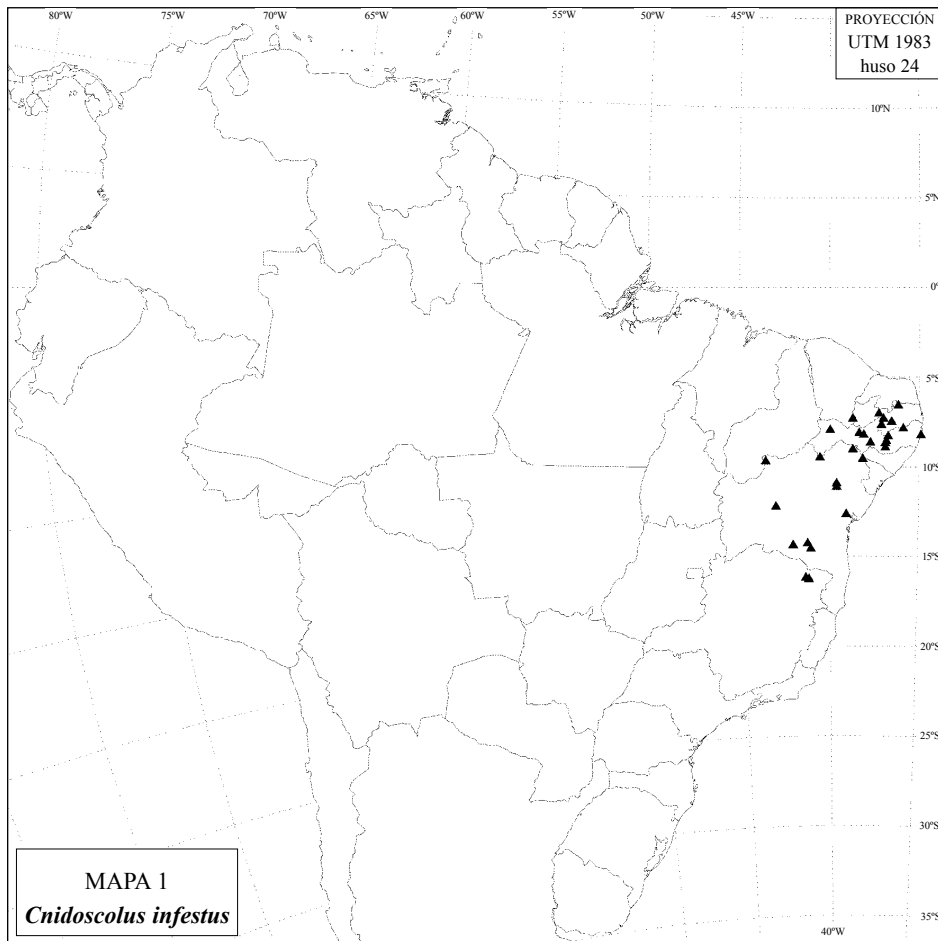 80ºW 75ºW 70ºW 65ºW 60ºW 55ºW 50ºW 45ºW
PROYECCIÓN
UTM 1983
huso 24
10ºN
5ºN
0ºN
5ºS
10ºS
15ºS
20ºS
25ºS
30ºS
35ºS
40ºW
MAPA 1
Cnidoscolus infestus